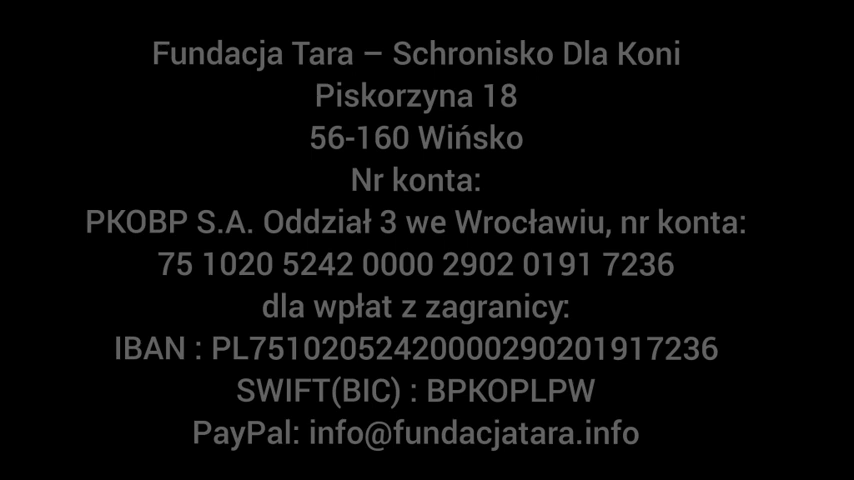 Fundacja Tara – Schronisko Dla Koni
Piskorzyna 18
56-160 Wińsko
Nr konta:
PKOBP S.A. Oddział 3 we Wrocławiu, nr konta:
75 1020 5242 0000 2902 0191 7236
dla wpłat z zagranicy:
IBAN : PL75102052420000290201917236
SWIFT(BIC) : BPKOPLPW
PayPal: info@fundacjatara.info